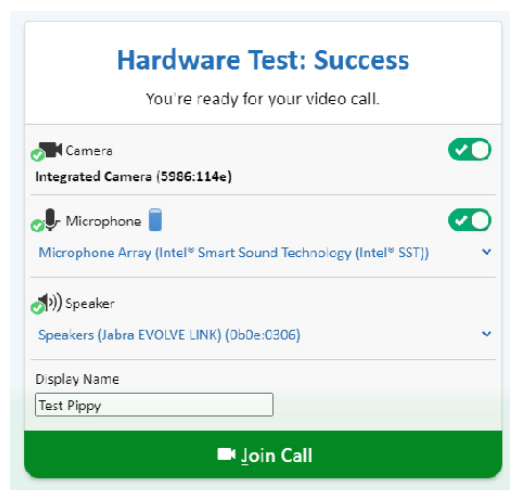 Hardware Test: Success
You're ready for your video call.
Camera
Integrated Camera (5986:114e)
Microphone
Microphone Array (Intel® Smart Sound Technology (Intel® SST))
Speaker
Speakers (Jabra EVOLVE LINK) (0b0e:0306)
Display Name
Test Pippy
Join Call